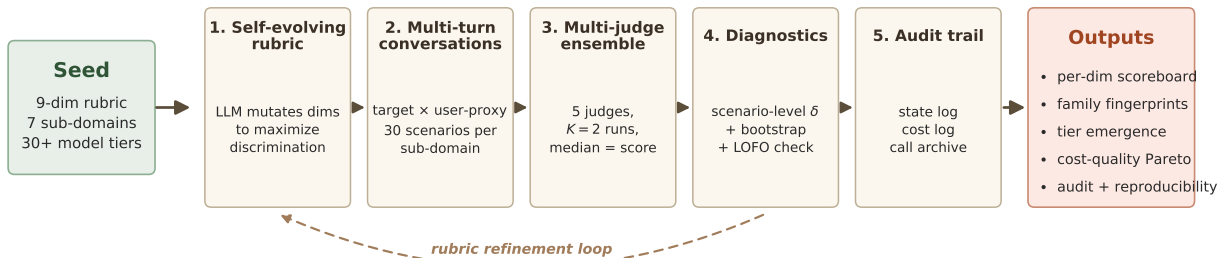 Seed
9-dim rubric
7 sub-domains
30+ model tiers
1. Self-evolving
rubric
LLM mutates dims
to maximize
discrimination
2. Multi-turn
conversations
target × user-proxy
30 scenarios per
sub-domain
3. Multi-judge
ensemble
5 judges,
K = 2 runs,
median = score
4. Diagnostics
scenario-level δ
+ bootstrap
+ LOFO check
5. Audit trail
state log
cost log
call archive
Outputs
• per-dim scoreboard
• family fingerprints
• tier emergence
• cost-quality Pareto
• audit + reproducibility
rubric refinement loop